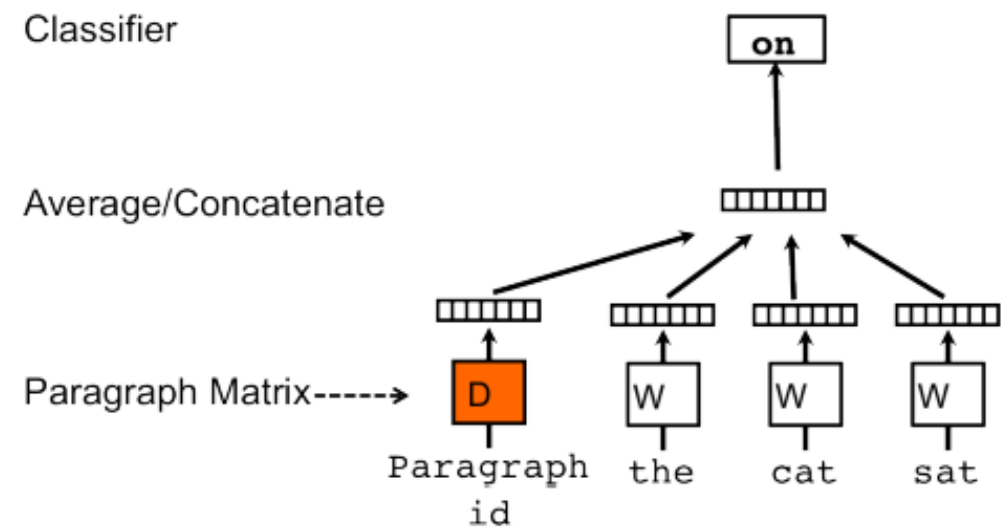 Classifier
on
Average/Concatenate
Paragraph Matrix
D
W
W
W
Paragraph
id
the
cat
sat